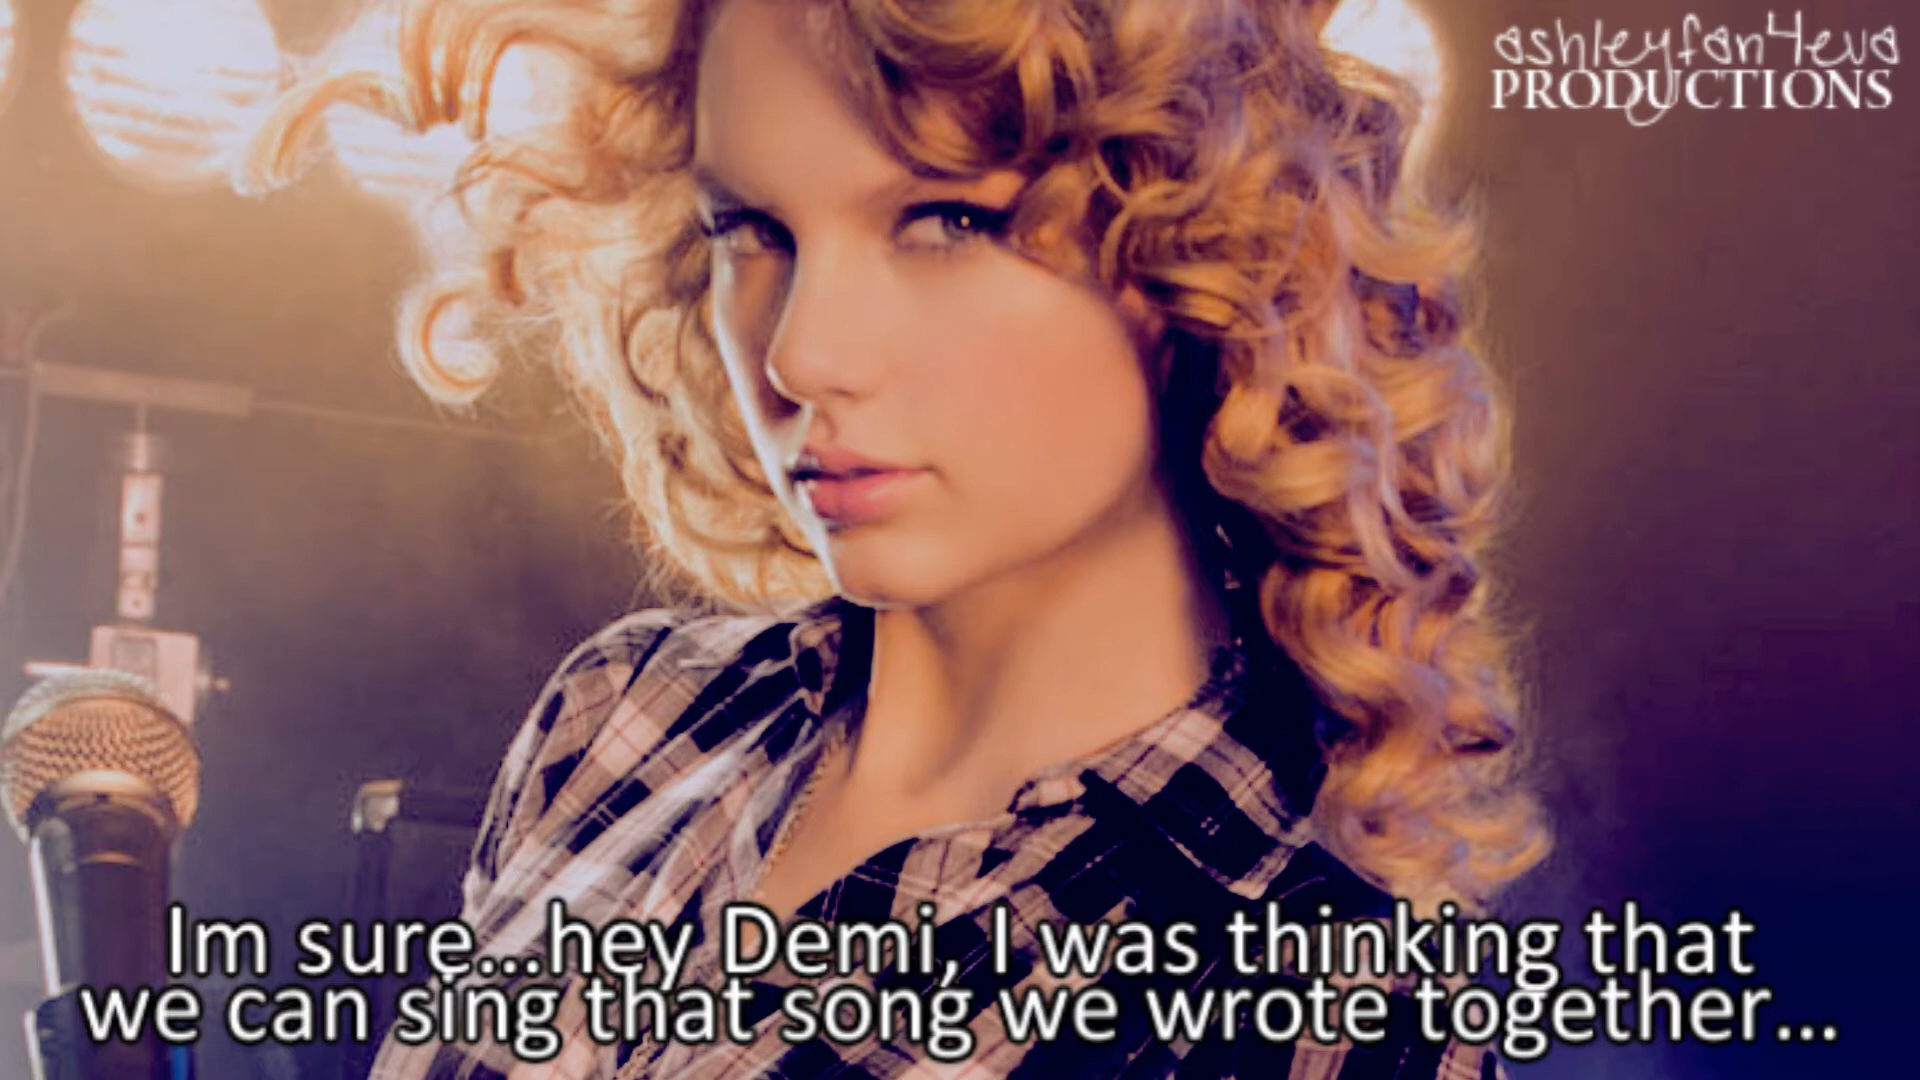 ashleyfan4eva
PRODUCTIONS
Im sure...hey Demi, I was thinking that
we can sing that song we wrote together...